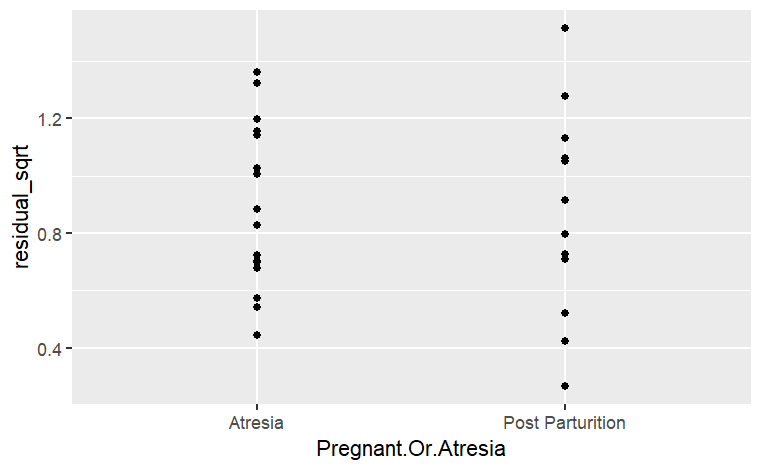 residual_sqrt
1.2
0.8
0.4
Atresia Post Parturition
Pregnant.Or.Atresia